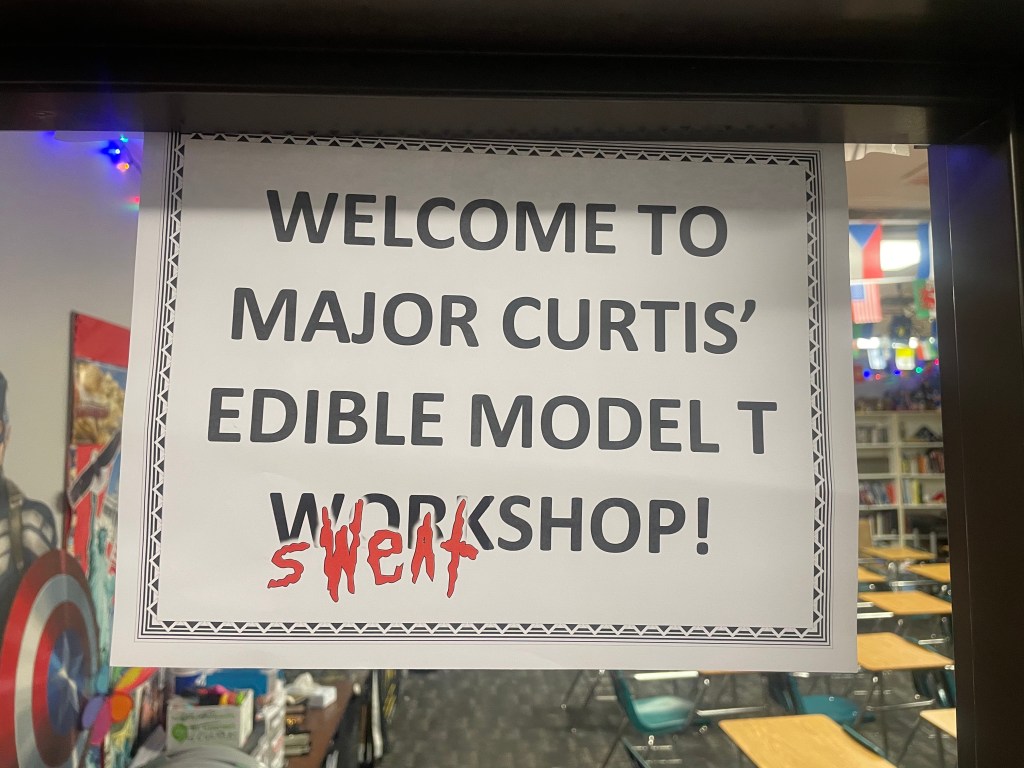 WELCOME TO
MAJOR CURTIS’
EDIBLE MODEL T
WORKSHOP!
sWeat